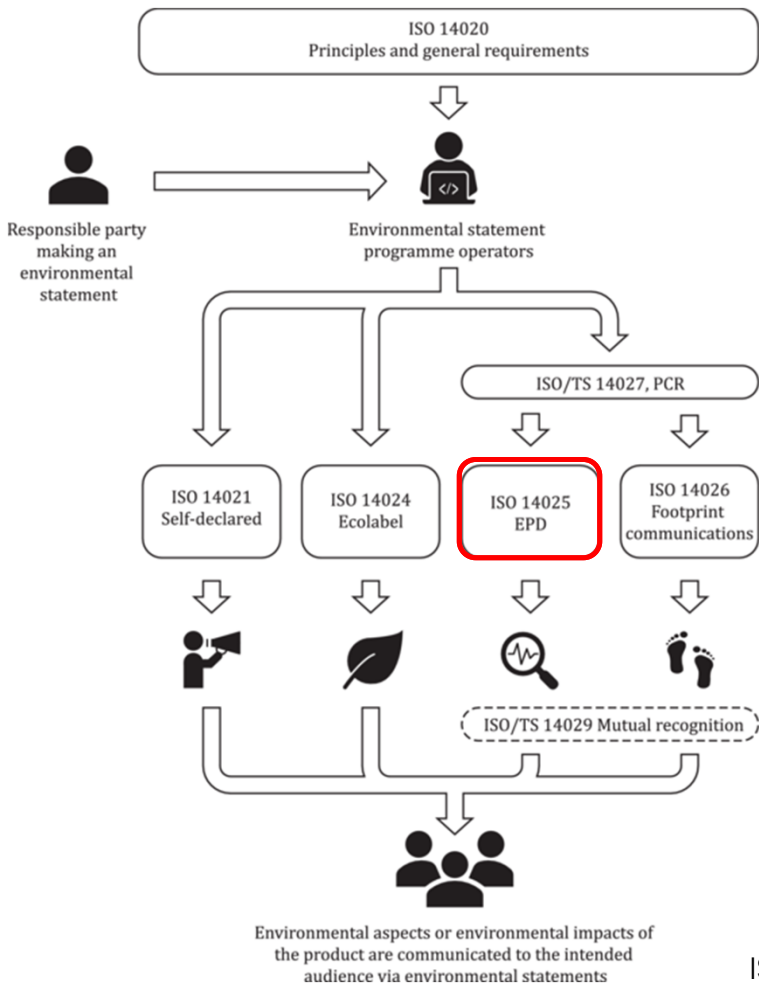 ISO 14020
Principles and general requirements
</>
Responsible party
making an
environmental
statement
Environmental statement
programme operators
ISO/TS 14027, PCR
ISO 14021
Self-declared
ISO 14024
Ecolabel
ISO 14025
EPD
ISO 14026
Footprint
communications
ISO/TS 14029 Mutual recognition
Environmental aspects or environmental impacts of
the product are communicated to the intended
audience via environmental statements